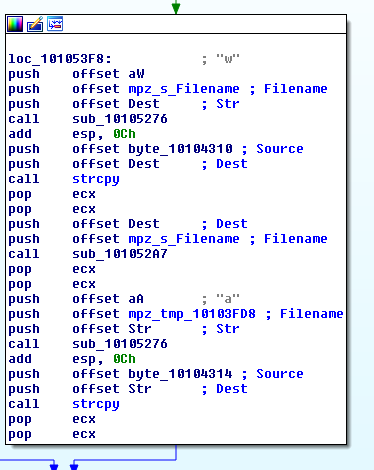 loc_101053F8: ; "w"
push offset aW
push offset mpz_s_Filename ; Filename
push offset Dest ; Str
call sub_10105276
add esp, 0Ch
push offset byte_10104310 ; Source
push offset Dest ; Dest
call strcpy
pop ecx
pop ecx
push offset Dest ; Dest
push offset mpz_s_Filename ; Filename
call sub_101052A7
pop ecx
pop ecx
push offset aA ; "a"
push offset mpz_tmp_10103FD8 ; Filename
push offset Str ; Str
call sub_10105276
add esp, 0Ch
push offset byte_10104314 ; Source
push offset Str ; Dest
call strcpy
pop ecx
pop ecx